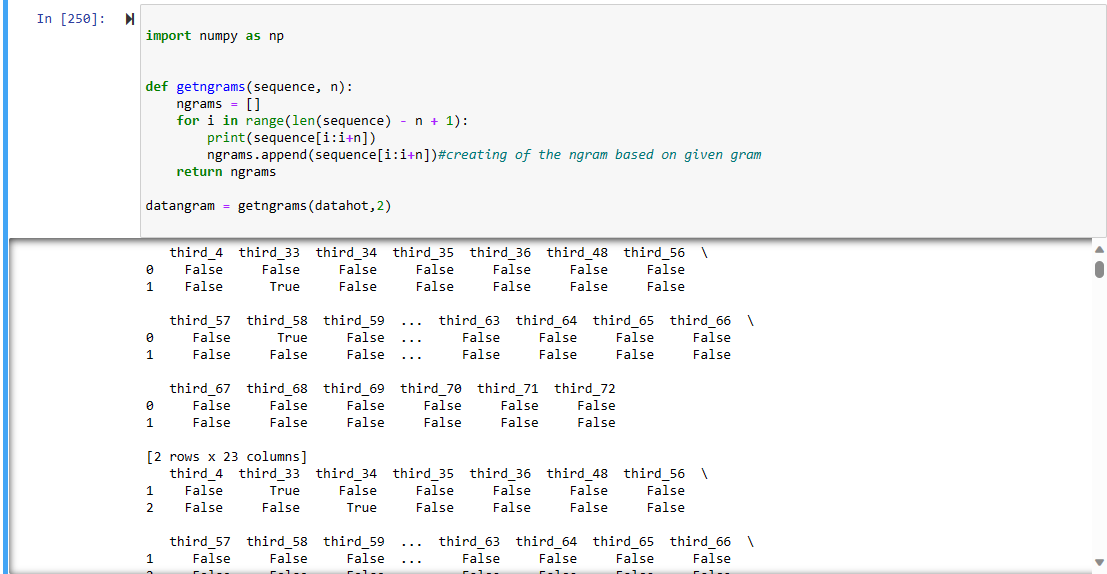 In [250]:
import numpy as np
def getngrams(sequence, n):
    ngrams = []
    for i in range(len(sequence) - n + 1):
        print(sequence[i:i+n])
        ngrams.append(sequence[i:i+n])#creating of the ngram based on given gram
    return ngrams
datangram = getngrams(datahot,2)
   third_4  third_33  third_34  third_35  third_36  third_48  third_56  \
0    False     False     False     False     False     False     False
1    False      True     False     False     False     False     False
   third_57  third_58  third_59  ...  third_63  third_64  third_65  third_66  \
0     False      True     False  ...     False     False     False     False
1     False     False     False  ...     False     False     False     False
   third_67  third_68  third_69  third_70  third_71  third_72
0     False     False     False     False     False     False
1     False     False     False     False     False     False
[2 rows x 23 columns]
   third_4  third_33  third_34  third_35  third_36  third_48  third_56  \
1    False      True     False     False     False     False     False
2    False     False      True     False     False     False     False
   third_57  third_58  third_59  ...  third_63  third_64  third_65  third_66  \
1     False     False     False  ...     False     False     False     False